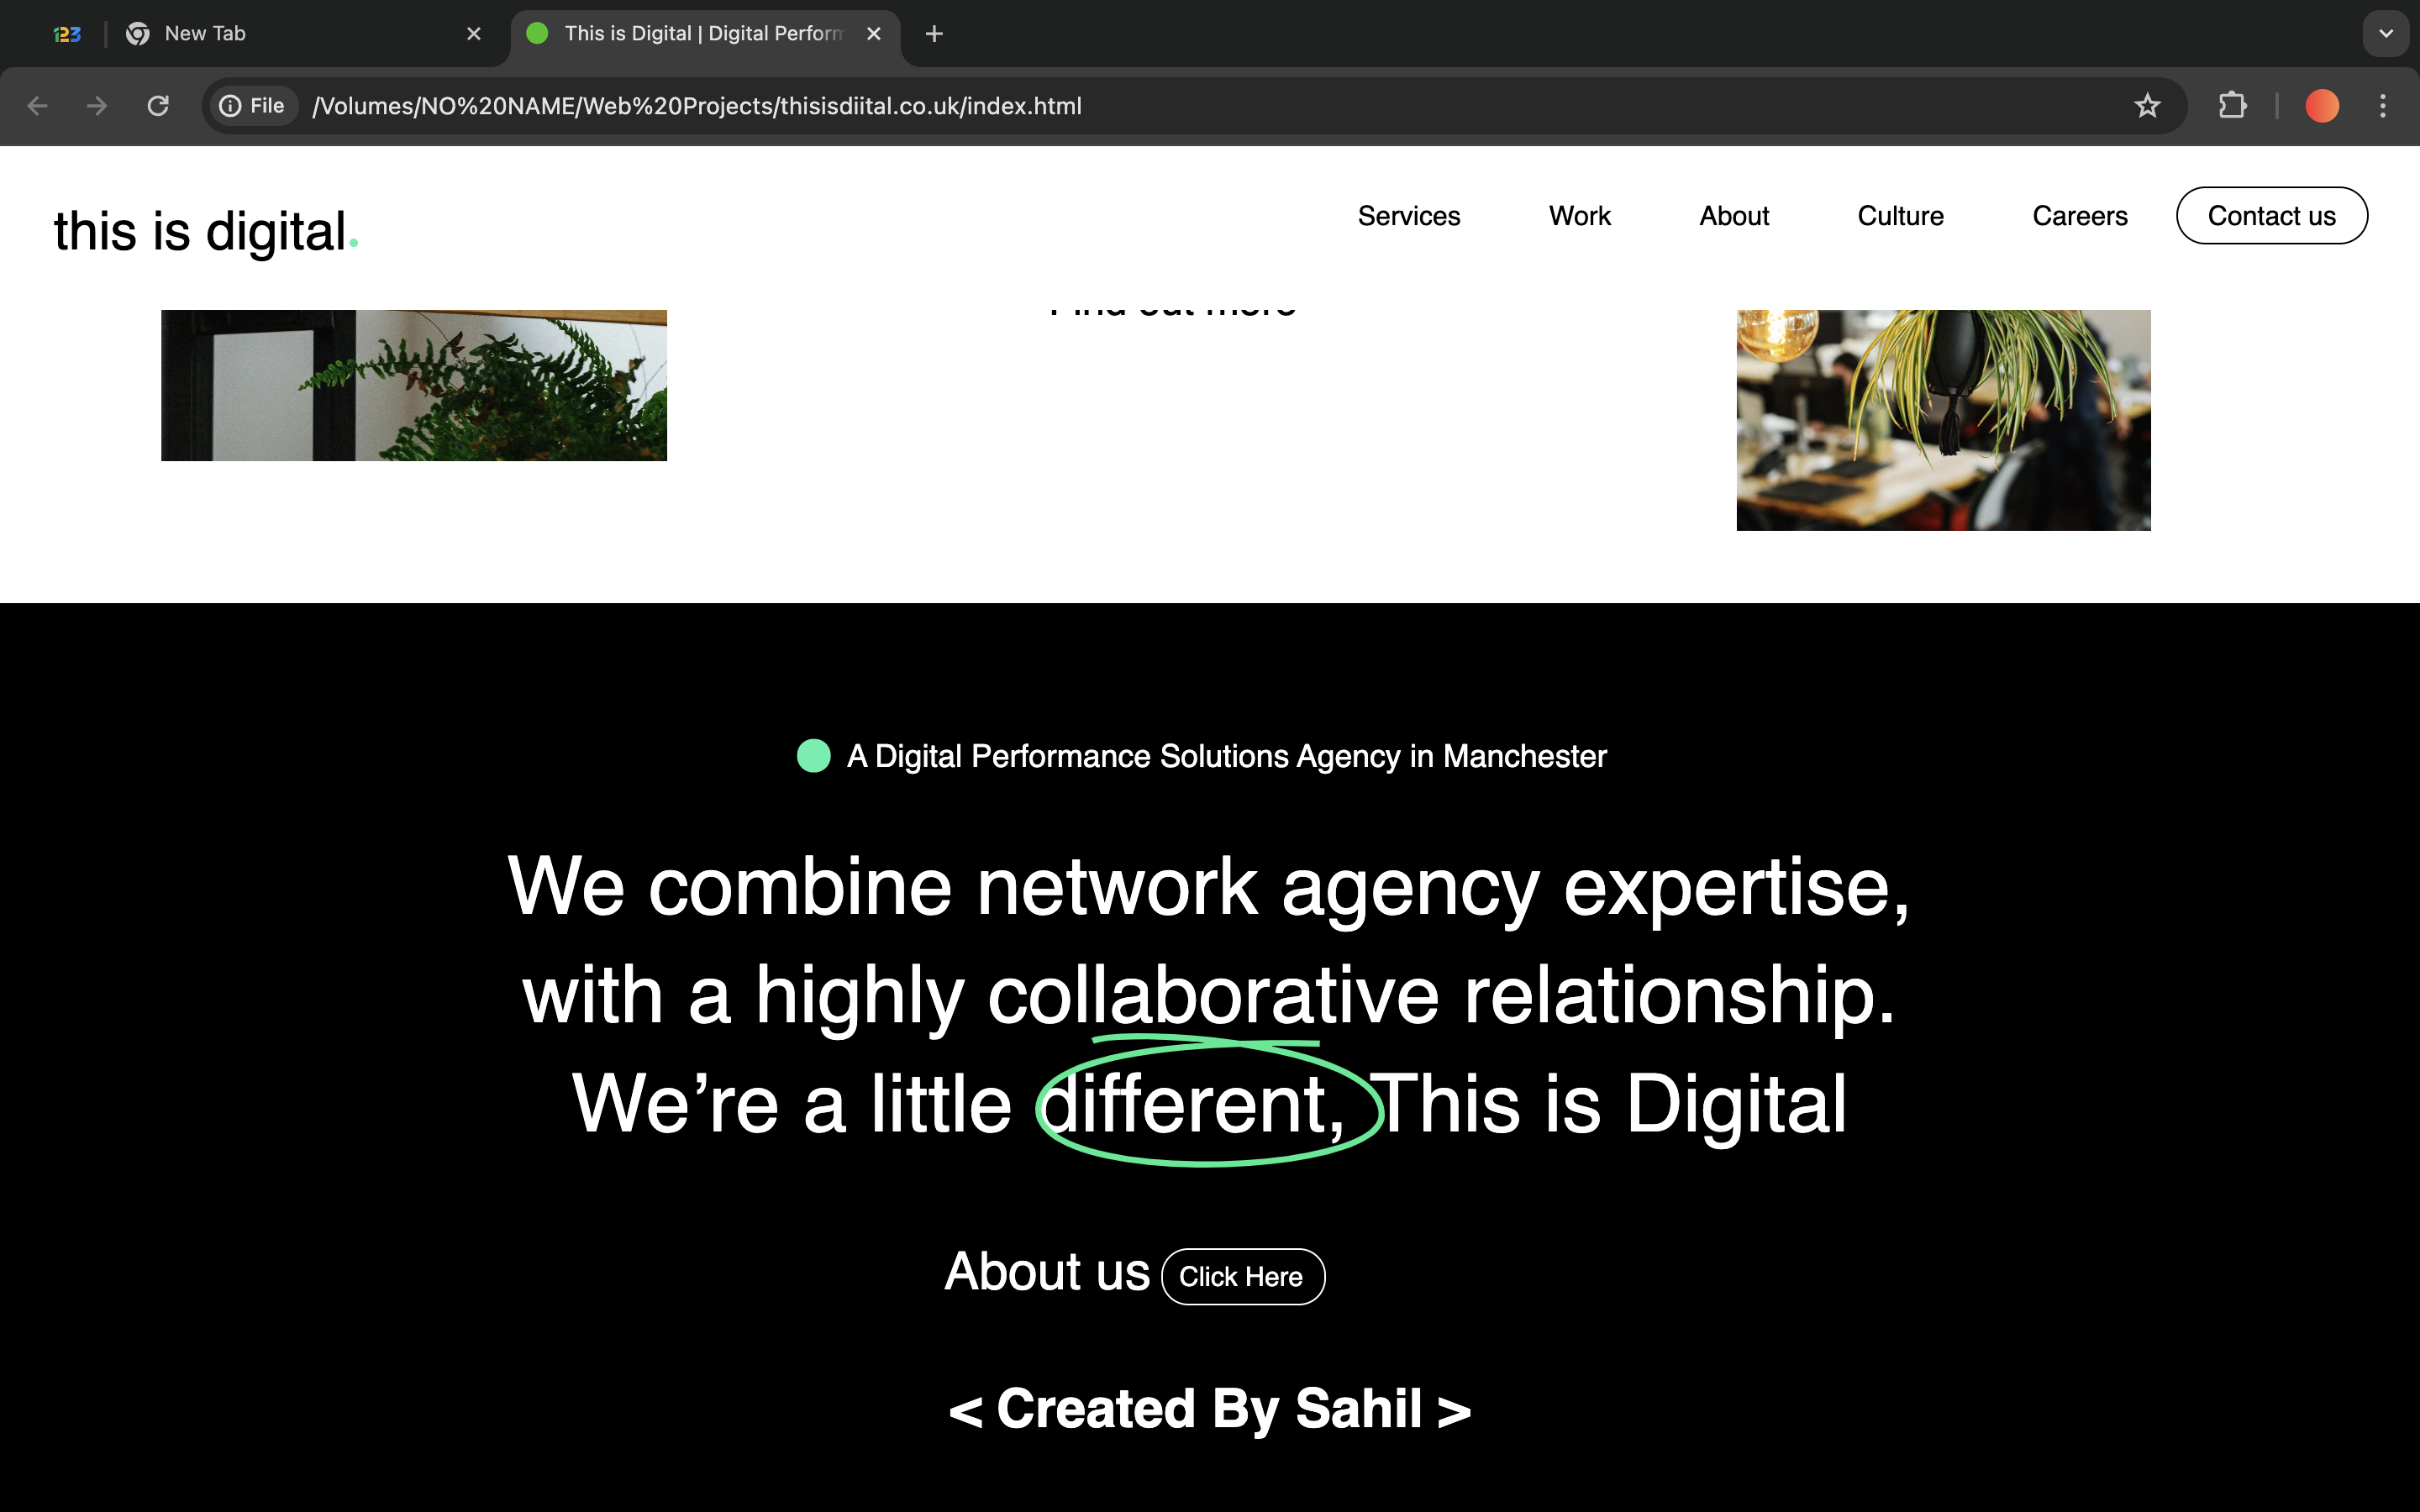 123
New Tab
This is Digital | Digital Perform
File
/Volumes/NO%20NAME/Web%20Projects/thisisdiital.co.uk/index.html
this is digital.
Services
Work
About
Culture
Careers
Contact us
Find out more
A Digital Performance Solutions Agency in Manchester
We combine network agency expertise,
with a highly collaborative relationship.
We’re a little different, This is Digital
About us
Click Here
< Created By Sahil >